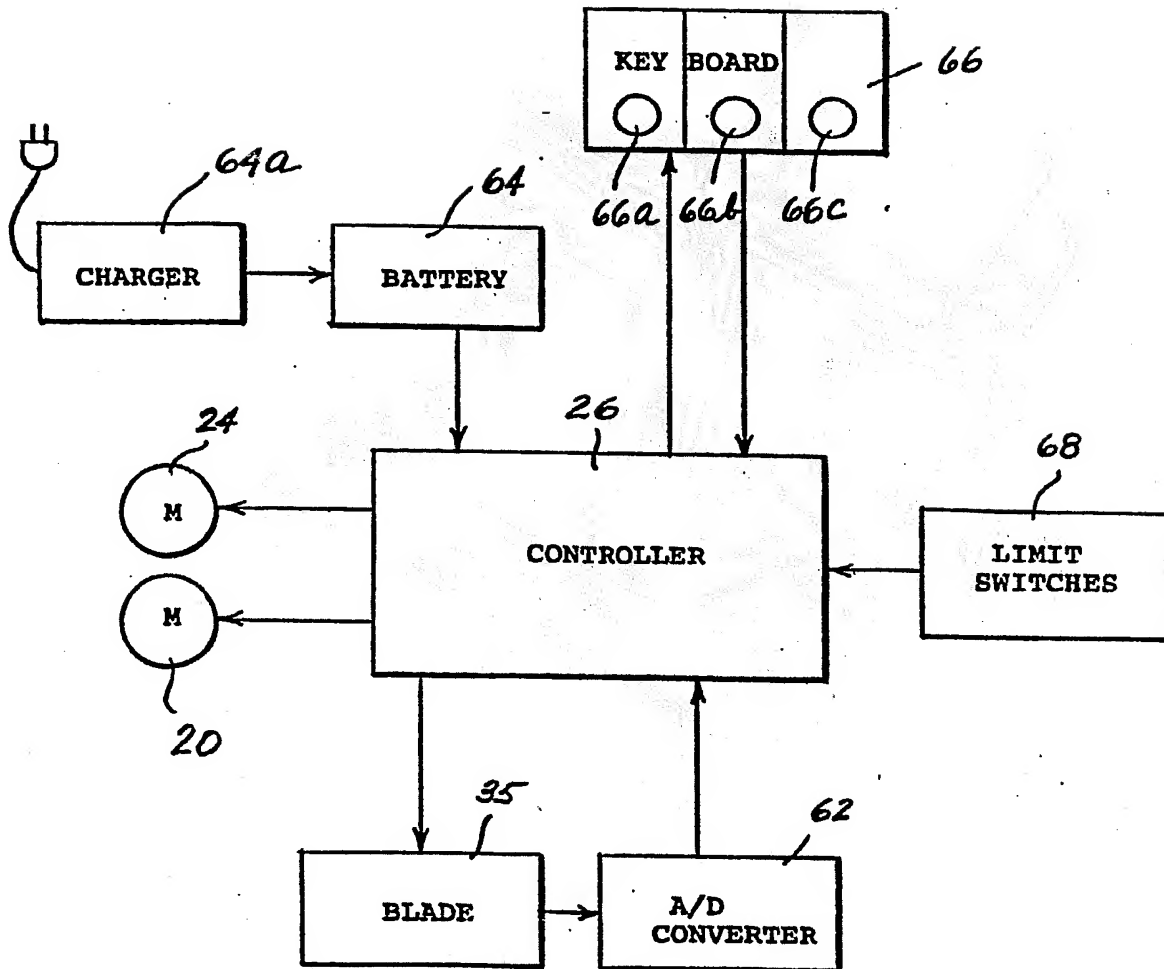 KEY BOARD
66
66a 66b 66c
64a
64
CHARGER
BATTERY
26
24
M
68
CONTROLLER
LIMIT
SWITCHES
M
20
35
62
BLADE
A/D
CONVERTER